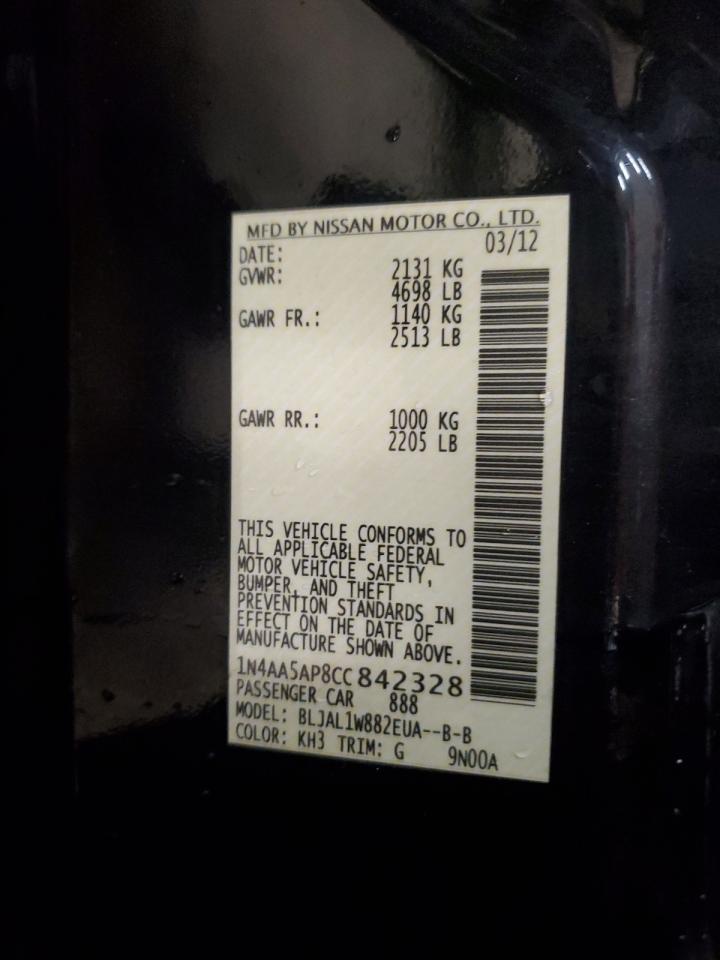 MFD BY NISSAN MOTOR CO., LTD.
DATE: 03/12
GVWR: 2131 KG
4698 LB
GAWR FR.: 1140 KG
2513 LB
GAWR RR.: 1000 KG
2205 LB
THIS VEHICLE CONFORMS TO
ALL APPLICABLE FEDERAL
MOTOR VEHICLE SAFETY,
BUMPER, AND THEFT
PREVENTION STANDARDS IN
EFFECT ON THE DATE OF
MANUFACTURE SHOWN ABOVE.
1N4AA5AP8CC842328
PASSENGER CAR 888
MODEL: BLJAL1W882EUA--B-B
COLOR: KH3 TRIM: G 9N00A